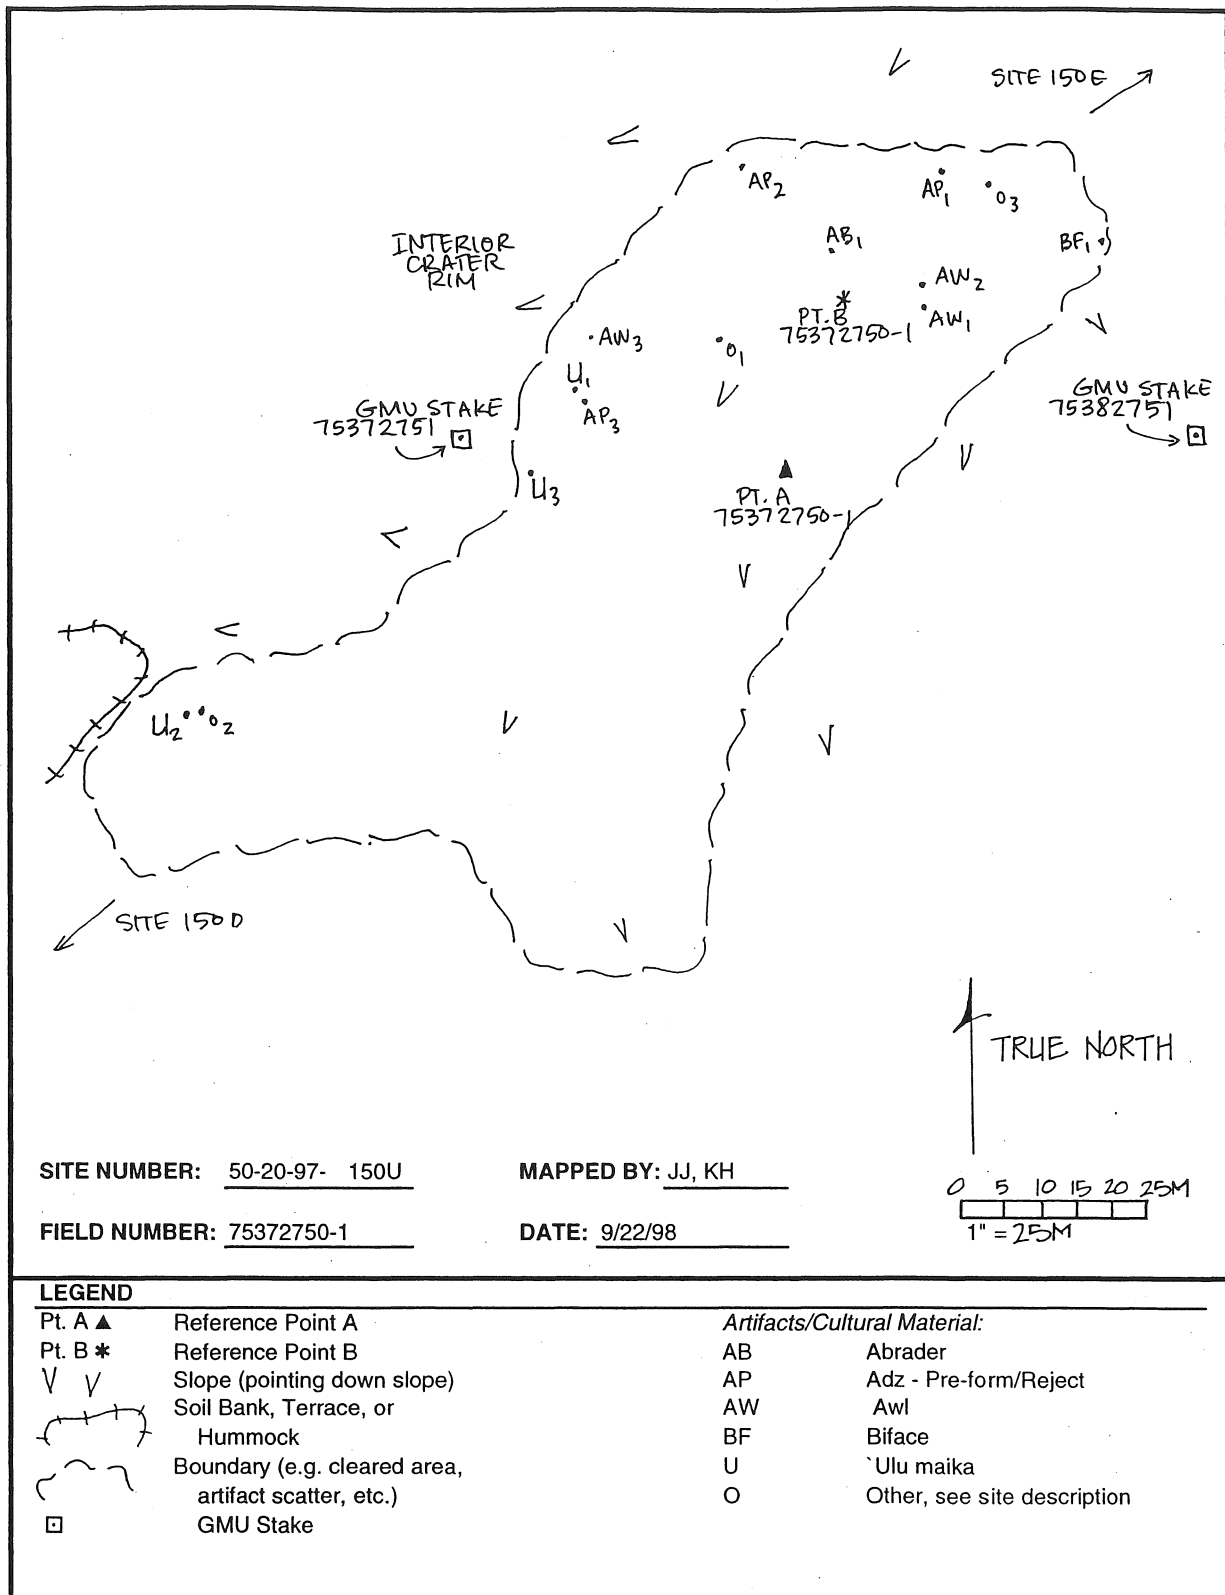 SITE 150E
AP2
AP1
O3
INTERIOR
CRATER
RIM
AB1
BF1
AW2
PT. B
75372750-1
AW1
AW3
O1
U1
AP3
GMU STAKE
75372751
GMU STAKE
75382751
U3
PT. A
75372750-1
U2
O2
SITE 150D
TRUE NORTH
SITE NUMBER: 50-20-97- 150U
MAPPED BY: JJ, KH
0 5 10 15 20 25M
1" = 25M
FIELD NUMBER: 75372750-1
DATE: 9/22/98
LEGEND
Pt. A ▲ Reference Point A
Pt. B * Reference Point B
Slope (pointing down slope)
Soil Bank, Terrace, or
Hummock
Boundary (e.g. cleared area,
artifact scatter, etc.)
GMU Stake
Artifacts/Cultural Material:
AB Abrader
AP Adz - Pre-form/Reject
AW Awl
BF Biface
U `Ulu maika
O Other, see site description